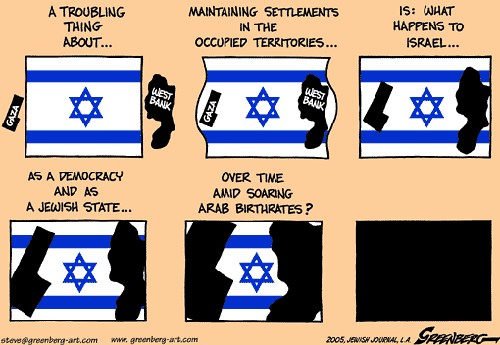 A TROUBLING
THING
ABOUT...
MAINTAINING SETTLEMENTS
IN THE
OCCUPIED TERRITORIES...
IS: WHAT
HAPPENS TO
ISRAEL...
GAZA
WEST
BANK
GAZA
WEST
BANK
AS A DEMOCRACY
AND AS
A JEWISH STATE...
OVER TIME
AMID SOARING
ARAB BIRTHRATES?
steve@greenberg-art.com
www.greenberg-art.com
2005, JEWISH JOURNAL, L.A.
GREENBERG